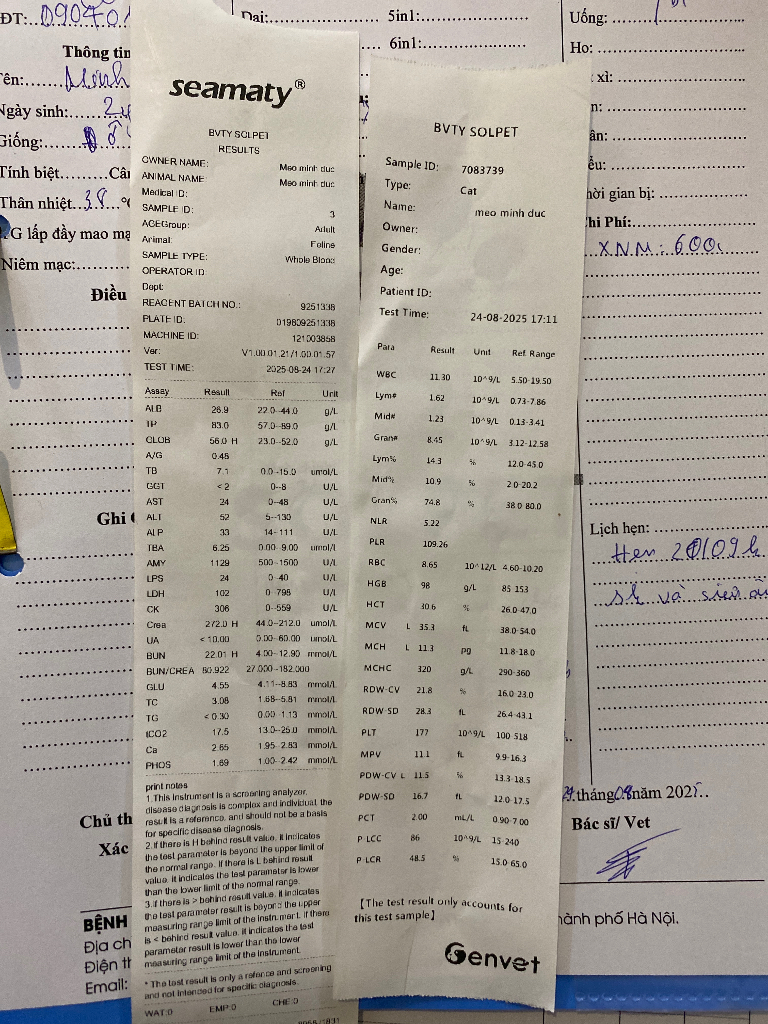 ĐT:...0904
Thông tin
Tên:
Ngày sinh:
Giống: ♂
Tính biệt.......... Cân
Thân nhiệt...38...°C
lấp đầy mao mạ
Niêm mạc:
Điều
Ghi
Chủ th
Xác
BỆNH
Địa ch
Điện th
Email:
Dại:
5in1:
6in1:
seamaty®
BVTY SOLPET
RESULTS
OWNER NAME: Meo minh duc
ANIMAL NAME: Meo minh duc
Medical ID:
SAMPLE ID: 3
AGEGroup: Adult
Animal: Feline
SAMPLE TYPE: Whole Blood
OPERATOR ID
Dept:
REAGENT BATCH NO.: 9251338
PLATE ID: 019809251338
MACHINE ID: 121003858
Ver: V1.00.01.21/1.00.01.57
TEST TIME: 2025-08-24 17:27
Assay Result Ref Unit
ALB 26.9 22.0--44.0 g/L
TP 83.0 57.0--89.0 g/L
GLOB 56.0 H 23.0--52.0 g/L
A/G 0.48
TB 7.1 0.0--15.0 umol/L
GGT <2 0--8 U/L
AST 24 0--48 U/L
ALT 52 5--130 U/L
ALP 33 14--111 U/L
TBA 6.25 0.00--9.00 umol/L
AMY 1129 500--1500 U/L
LPS 24 0--40 U/L
LDH 102 0--798 U/L
CK 306 0--559 U/L
Crea 272.0 H 44.0--212.0 umol/L
UA <10.00 0.00--60.00 umol/L
BUN 22.01 H 4.00--12.90 mmol/L
BUN/CREA 80.922 27.000--182.000
GLU 4.55 4.11--8.83 mmol/L
TC 3.08 1.68--5.81 mmol/L
TG <0.30 0.00--1.13 mmol/L
tCO2 17.5 13.0--25.0 mmol/L
Ca 2.65 1.95--2.83 mmol/L
PHOS 1.69 1.00--2.42 mmol/L
print notes
1.This instrument is a screening analyzer,
disease diagnosis is complex and individual, the
result is a reference, and should not be a basis
for specific disease diagnosis.
2.If there is H behind result value, it indicates
the test parameter is beyond the upper limit of
the normal range. If there is L behind result
value, it indicates the test parameter is lower
than the lower limit of the normal range.
3.If there is > behind result value, it indicates
the test parameter result is beyond the upper
measuring range limit of the instrument. If there
is < behind result value, it indicates the test
parameter result is lower than the lower
measuring range limit of the instrument.
* The test result is only a refence and screening
and not intended for specific diagnosis.
WAT:0 EMP:0 CHE:0
BVTY SOLPET
Sample ID: 7083739
Type: Cat
Name: meo minh duc
Owner:
Gender:
Age:
Patient ID:
Test Time: 24-08-2025 17:11
Para Result Unit Ref. Range
WBC 11.30 10^9/L 5.50-19.50
Lym# 1.62 10^9/L 0.73-7.86
Mid# 1.23 10^9/L 0.13-3.41
Gran# 8.45 10^9/L 3.12-12.58
Lym% 14.3 % 12.0-45.0
Mid% 10.9 % 2.0-20.2
Gran% 74.8 % 38.0-80.0
NLR 5.22
PLR 109.26
RBC 8.65 10^12/L 4.60-10.20
HGB 98 g/L 85-153
HCT 30.6 % 26.0-47.0
MCV L 35.3 fL 38.0-54.0
MCH L 11.3 pg 11.8-18.0
MCHC 320 g/L 290-360
RDW-CV 21.8 % 16.0-23.0
RDW-SD 28.3 fL 26.4-43.1
PLT 177 10^9/L 100-518
MPV 11.1 fL 9.9-16.3
PDW-CV L 11.5 % 13.3-18.5
PDW-SD 16.7 fL 12.0-17.5
PCT 2.00 mL/L 0.90-7.00
P-LCC 86 10^9/L 15-240
P-LCR 48.5 % 15.0-65.0
【The test result only accounts for
this test sample】
Genvet
Uống:
Ho:
xì:
hời gian bị:
hi Phí:
XNM: 600
Lịch hẹn:
Hẹn
sl và siêu
tháng 08 năm 2025..
Bác sĩ/ Vet
hành phố Hà Nội.